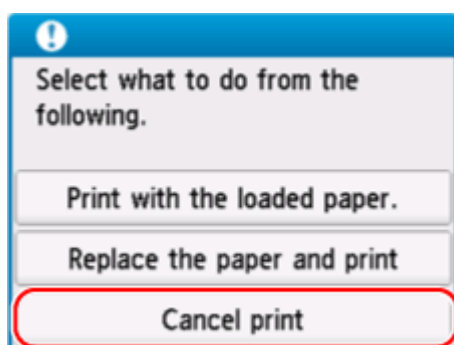 Select what to do from the
following.
Print with the loaded paper.
Replace the paper and print
Cancel print